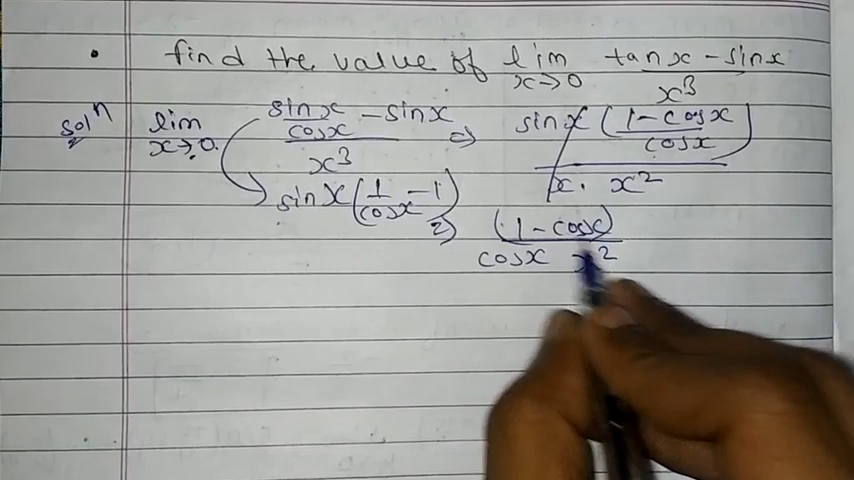 • find the value of lim x→0 tanx - sinx / x³
solⁿ lim x→0 sinx/cosx - sinx / x³ ⇒ sinx (1 - cosx / cosx) / x . x²
sinx (1/cosx - 1)
⇒ (1 - cosx) / cosx x²